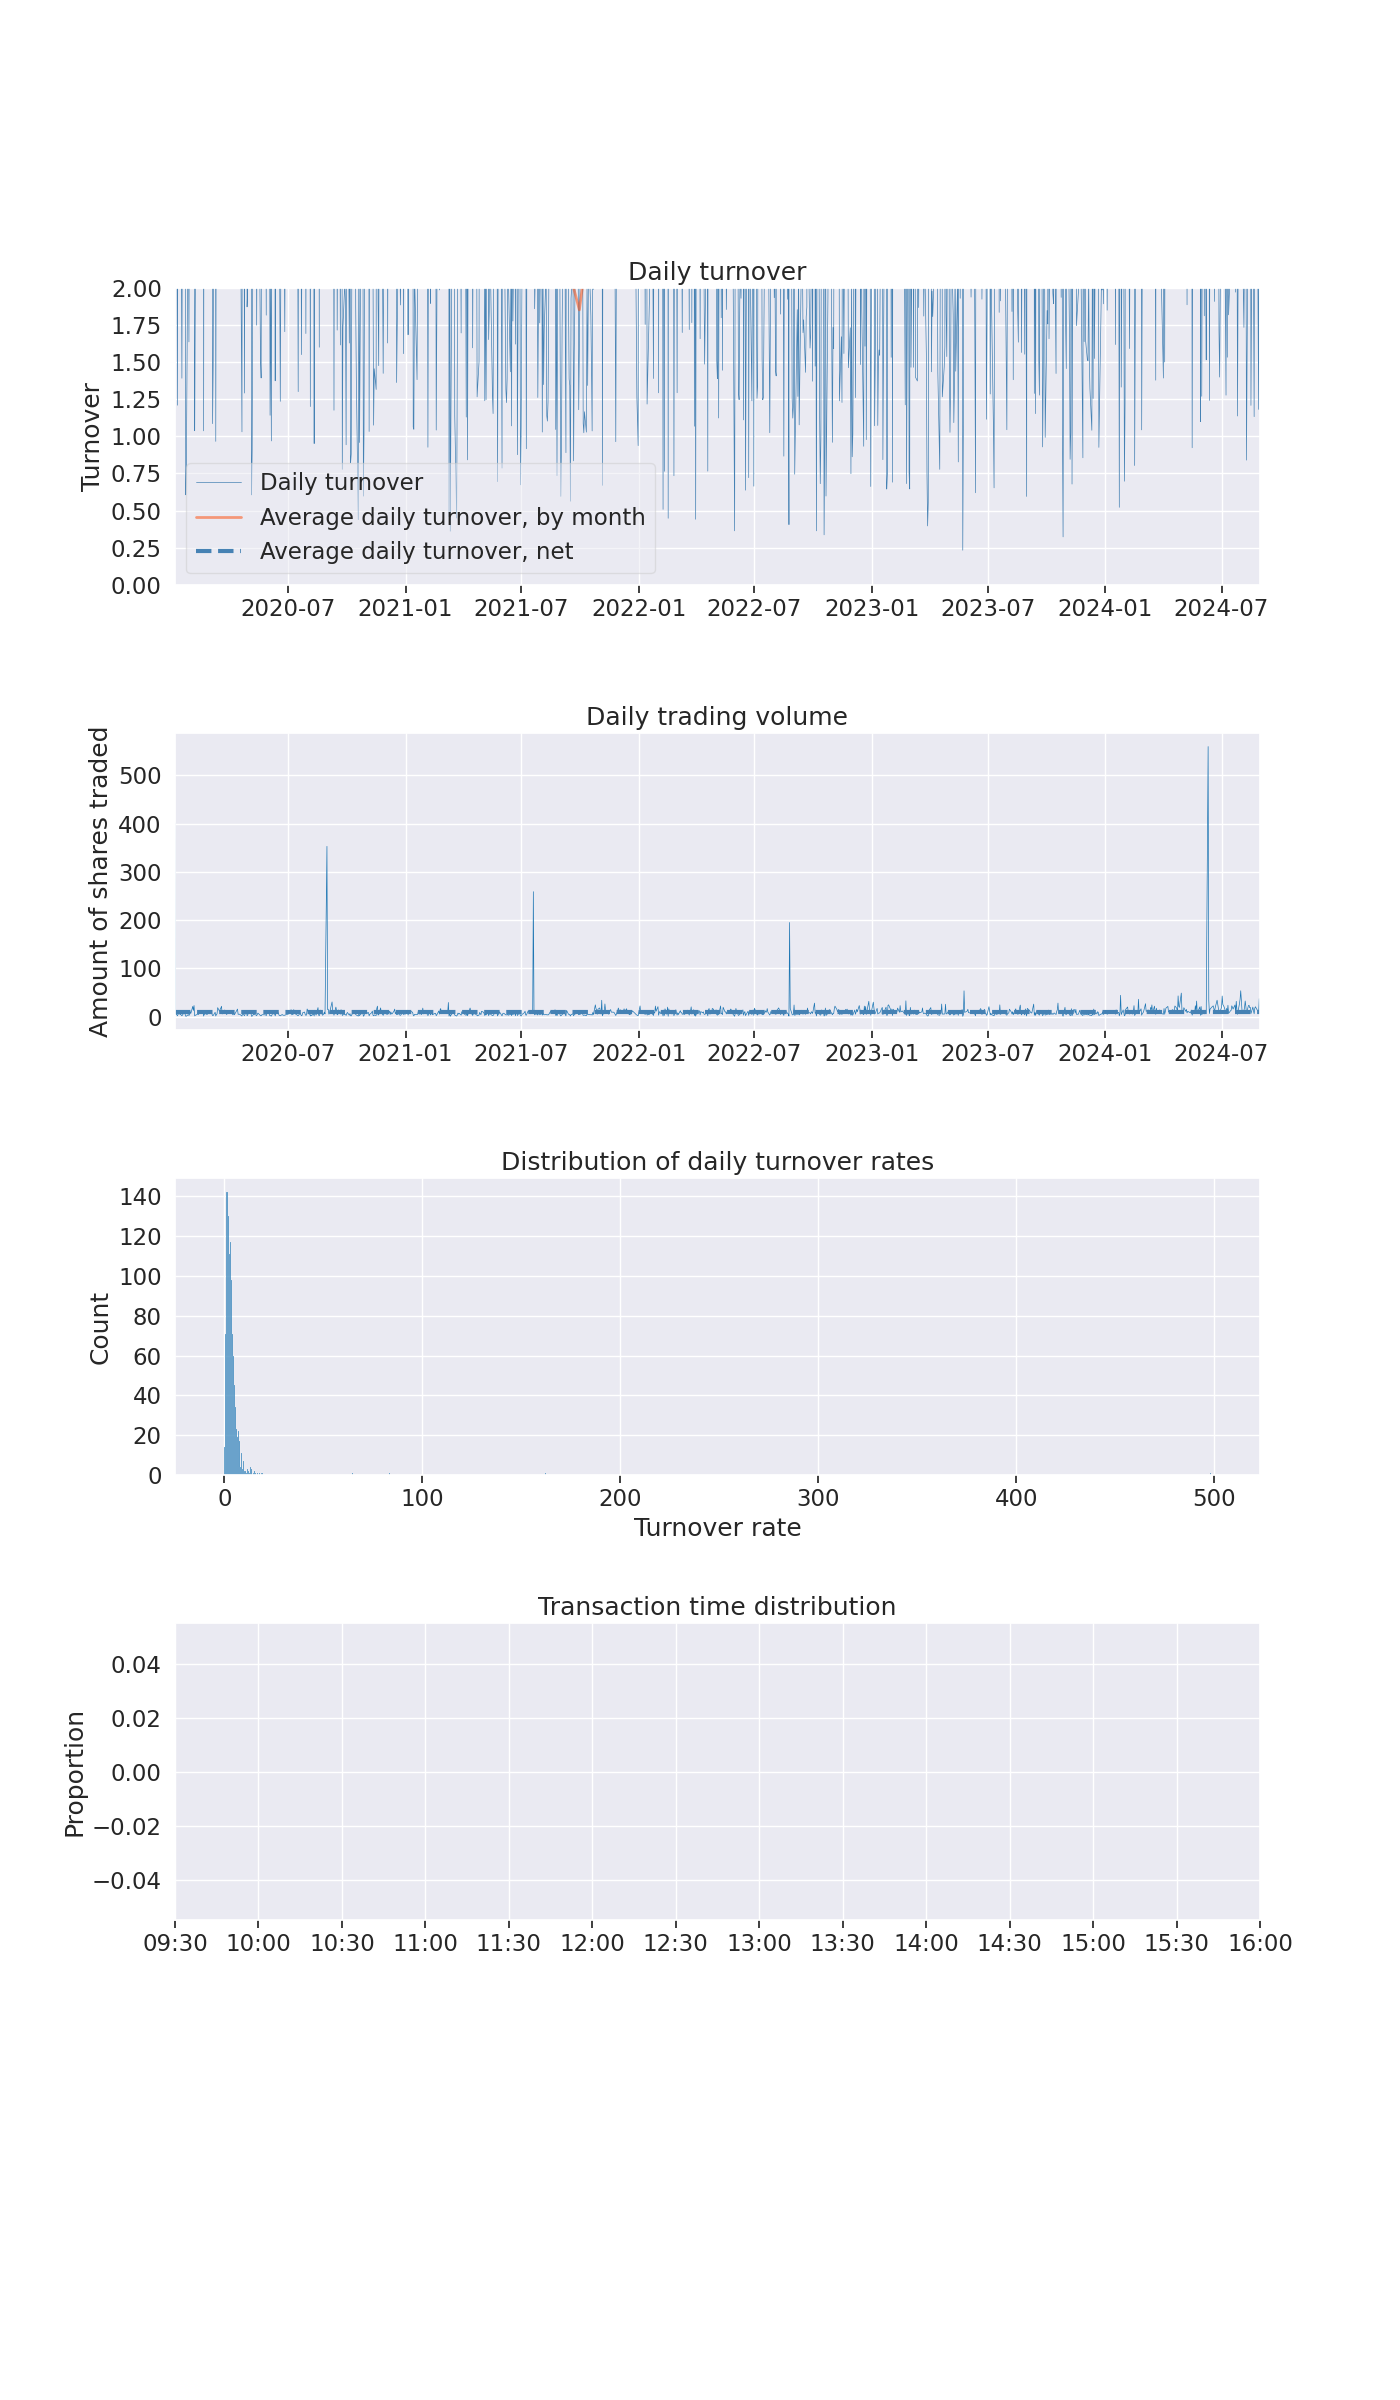 Daily turnover
Turnover
2.00
1.75
1.50
1.25
1.00
0.75
0.50
0.25
0.00
Daily turnover
Average daily turnover, by month
Average daily turnover, net
2020-07 2021-01 2021-07 2022-01 2022-07 2023-01 2023-07 2024-01 2024-07
Daily trading volume
Amount of shares traded
500
400
300
200
100
0
2020-07 2021-01 2021-07 2022-01 2022-07 2023-01 2023-07 2024-01 2024-07
Distribution of daily turnover rates
Count
140
120
100
80
60
40
20
0
0 100 200 300 400 500
Turnover rate
Transaction time distribution
Proportion
0.04
0.02
0.00
−0.02
−0.04
09:30 10:00 10:30 11:00 11:30 12:00 12:30 13:00 13:30 14:00 14:30 15:00 15:30 16:00